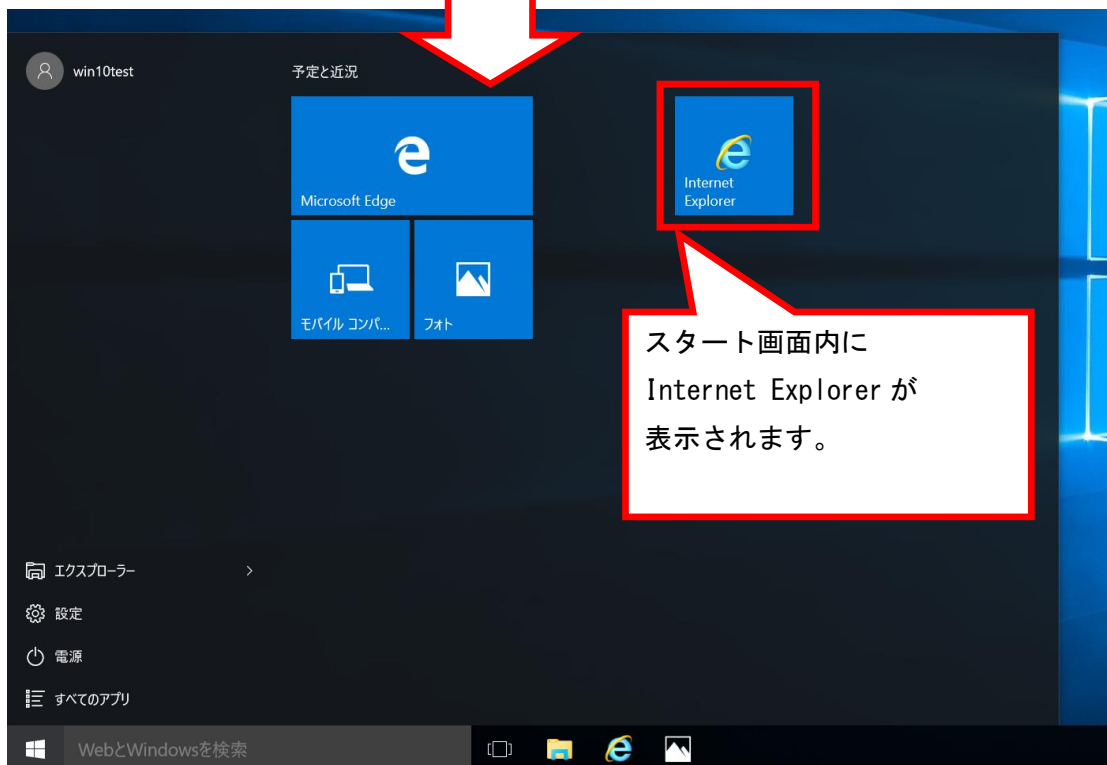 win10test
予定と近況
Microsoft Edge
Internet
Explorer
モバイル コンパ...
フォト
スタート画面内に
Internet Explorer が
表示されます。
エクスプローラー
設定
電源
すべてのアプリ
WebとWindowsを検索